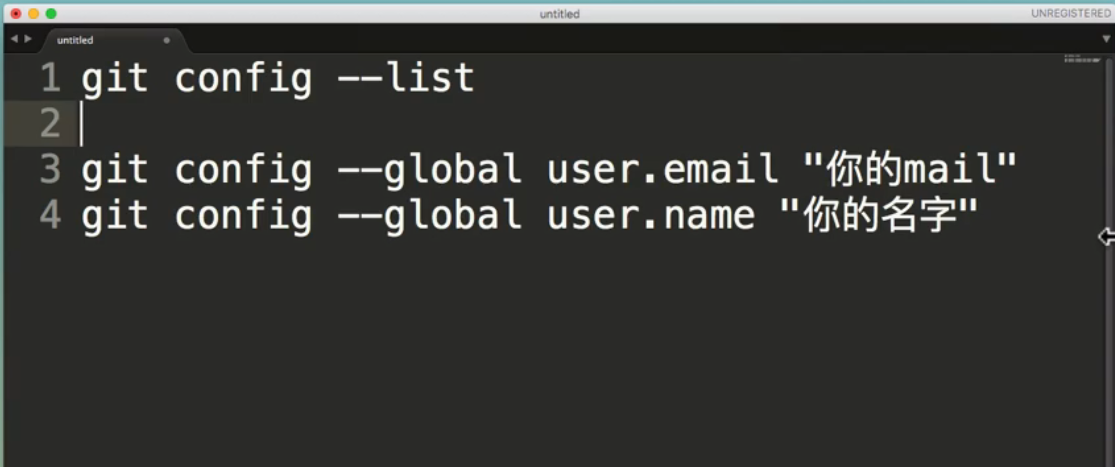 untitled
UNREGISTERED
untitled
1 git config --list
2
3 git config --global user.email "你的mail"
4 git config --global user.name "你的名字"